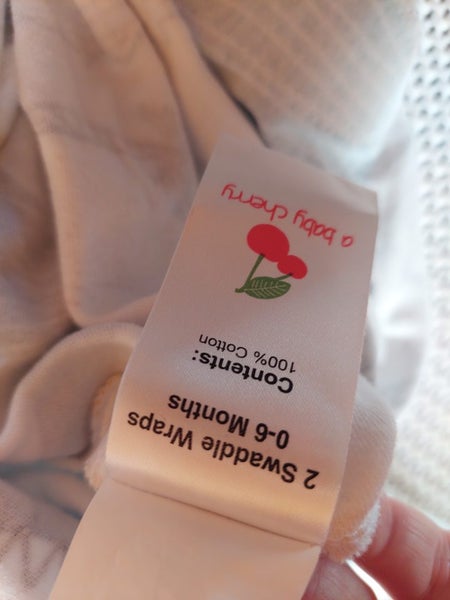 2 Swaddle Wraps
0-6 Months
Contents:
100% Cotton
a baby cherry